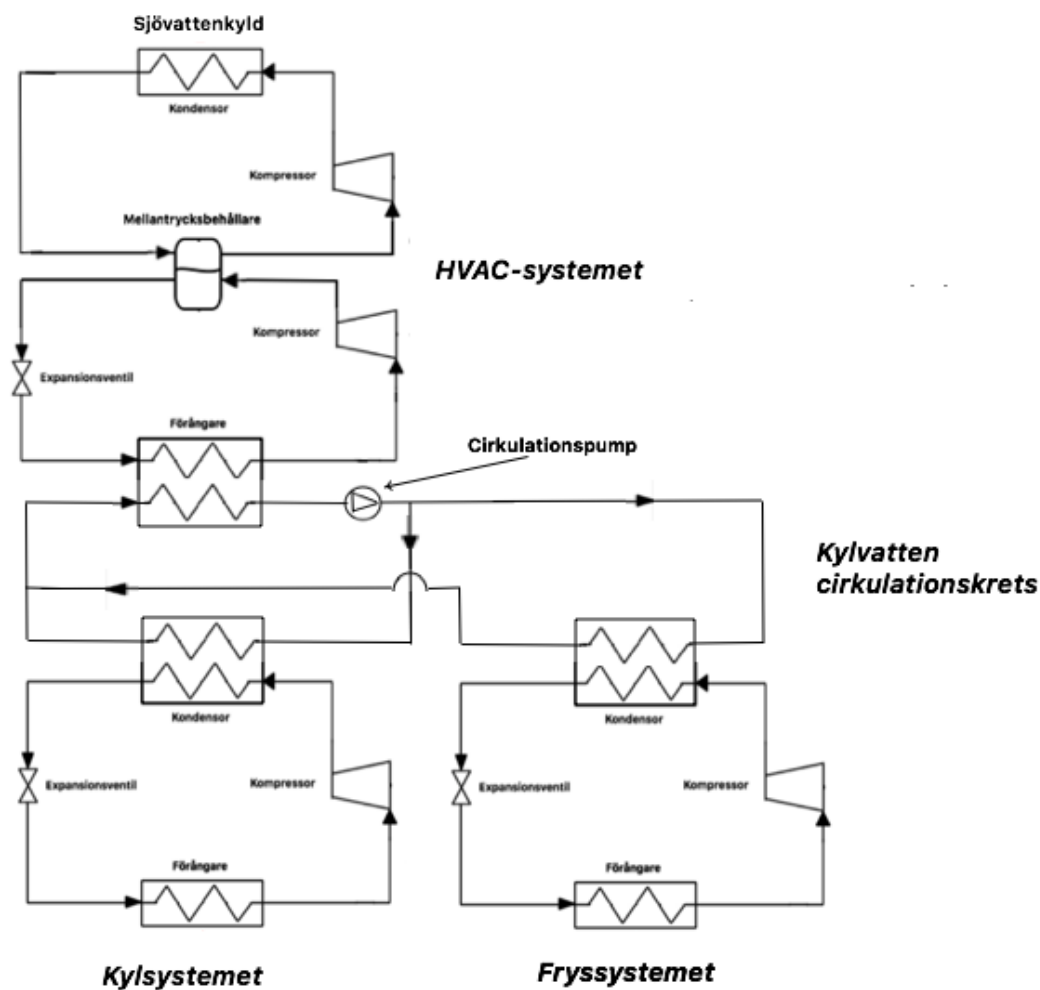 Sjövattenkyld
Kondensor
Kompressor
Mellantrycksbehållare
HVAC-systemet
Kompressor
Expansionsventil
Förångare
Cirkulationspump
Kylvatten
cirkulationskrets
Kondensor
Kondensor
Expansionsventil
Kompressor
Expansionsventil
Kompressor
Förångare
Förångare
Kylsystemet
Fryssystemet